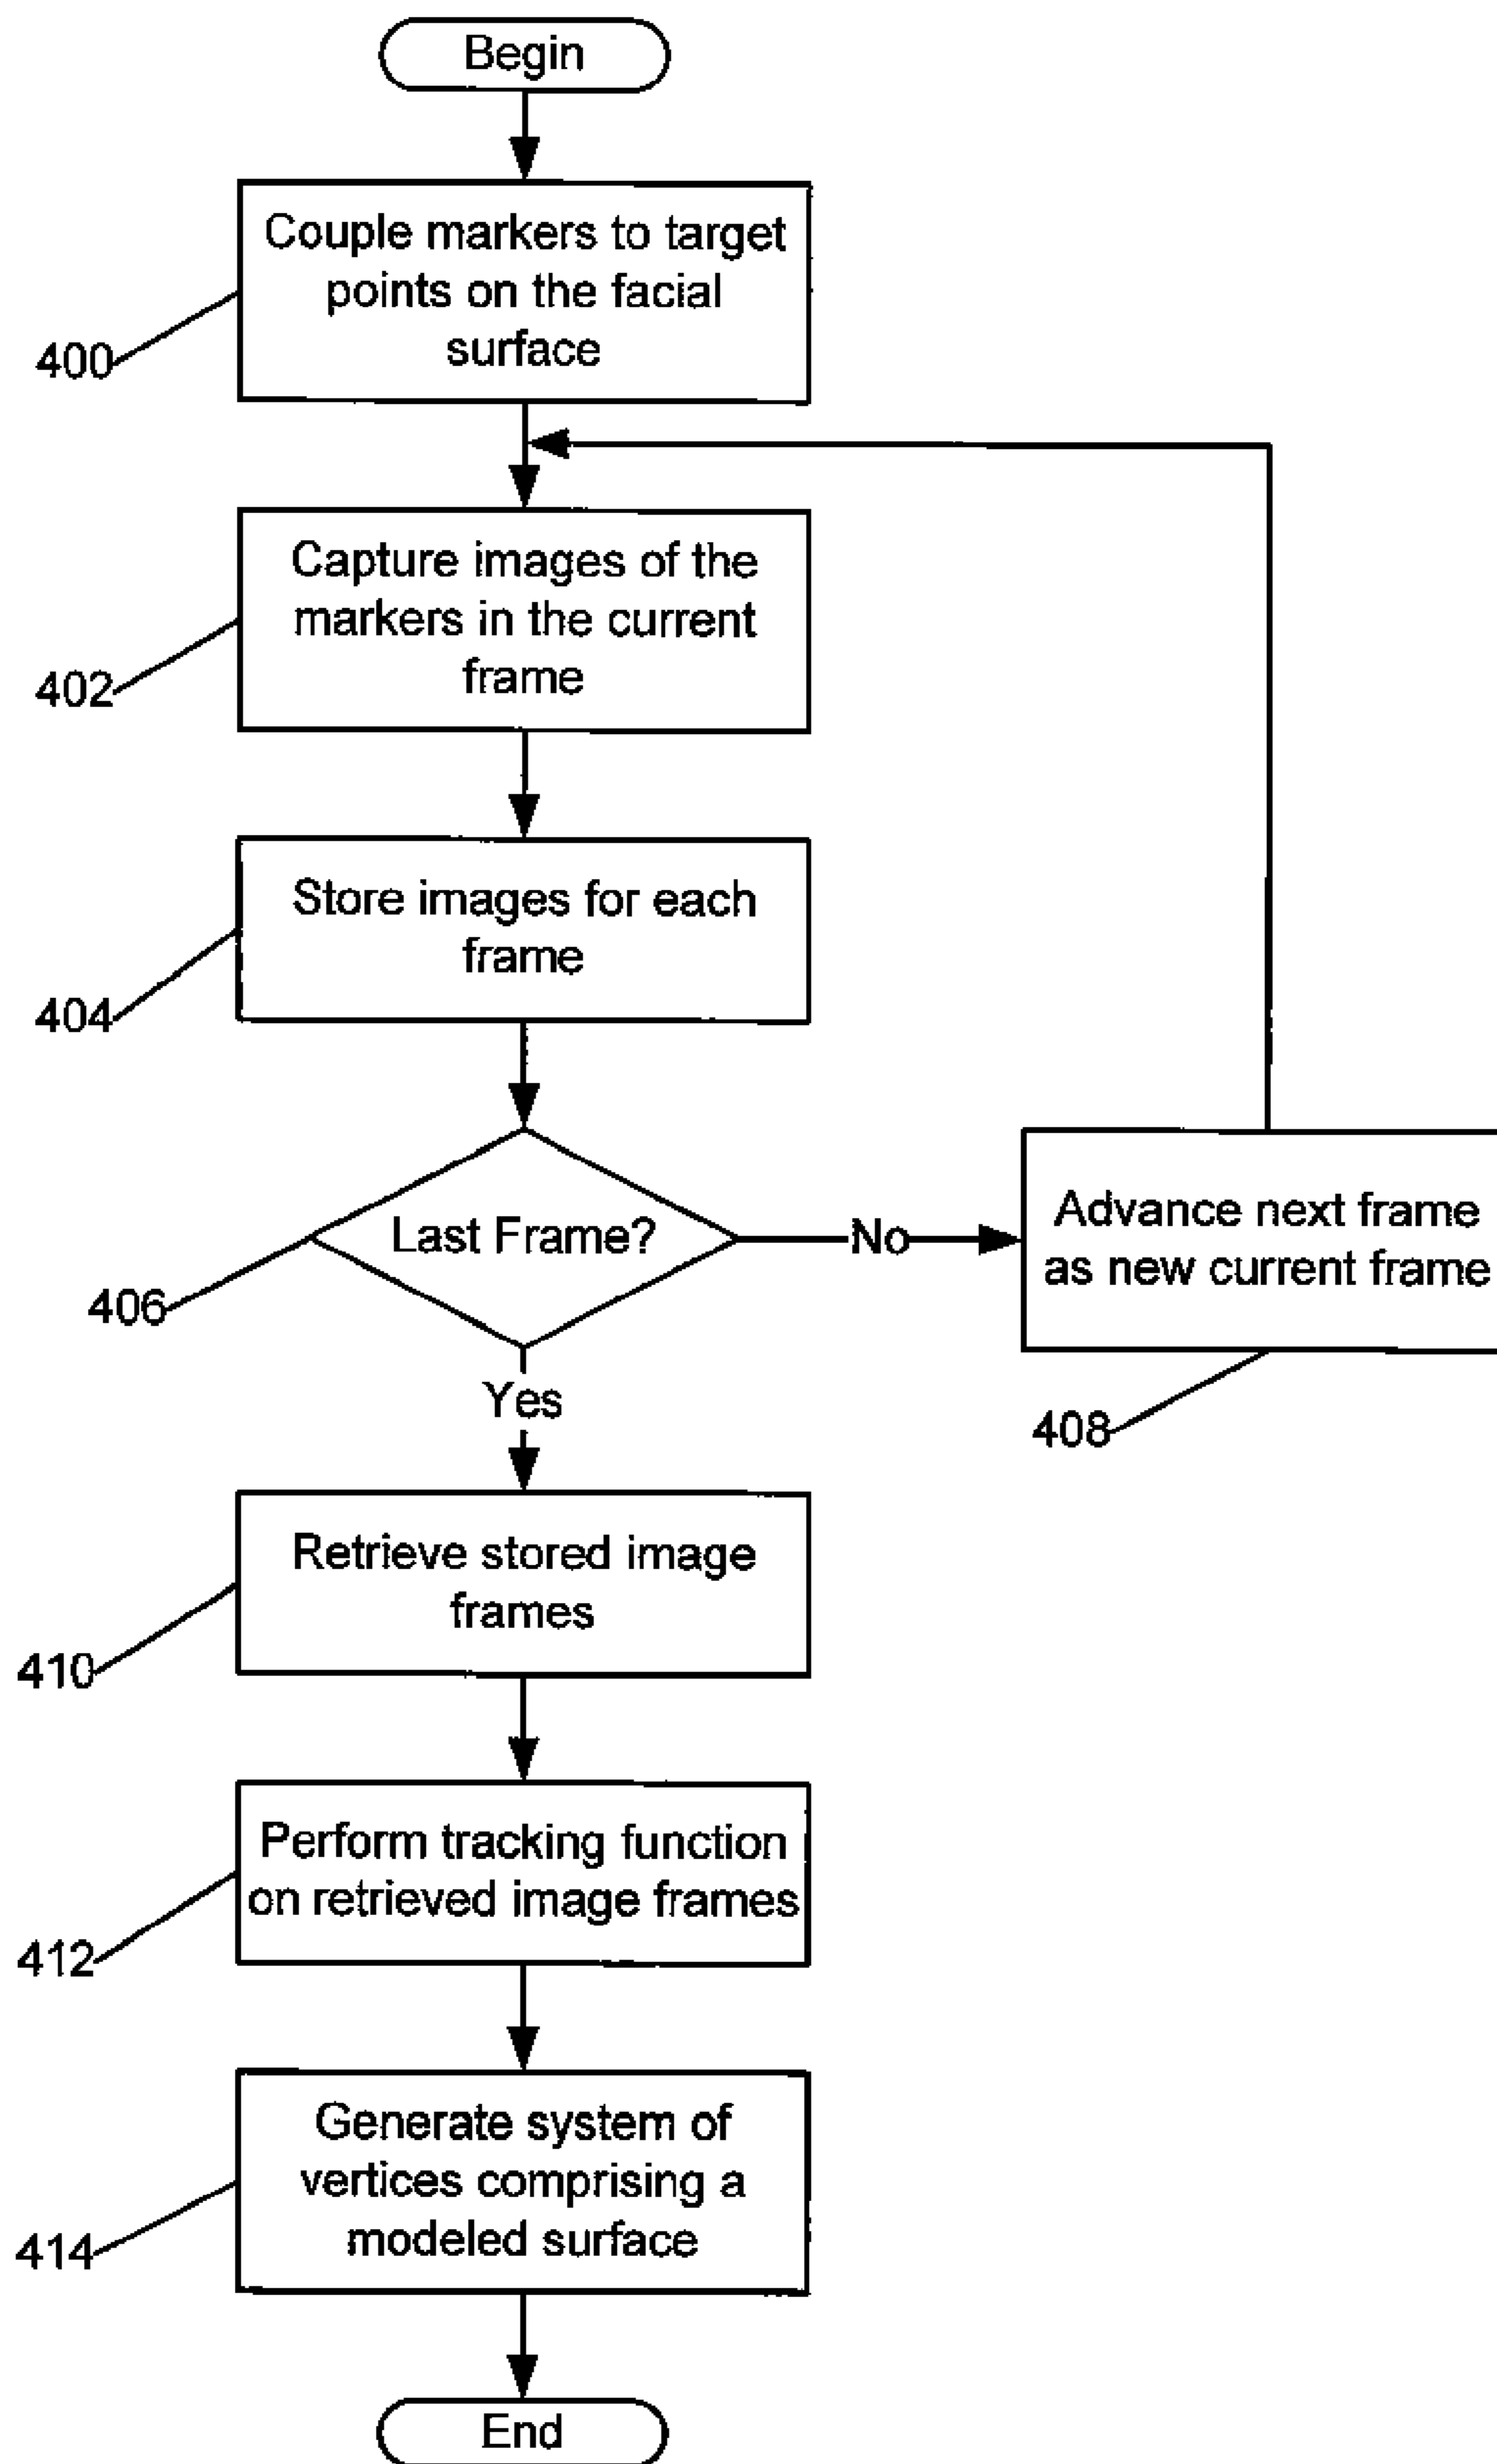 Begin
Couple markers to target
points on the facial
surface
400
Capture images of the
markers in the current
frame
402
Store images for each
frame
404
Last Frame?
406
No
Advance next frame
as new current frame
408
Yes
Retrieve stored image
frames
410
Perform tracking function
on retrieved image frames
412
Generate system of
vertices comprising a
modeled surface
414
End